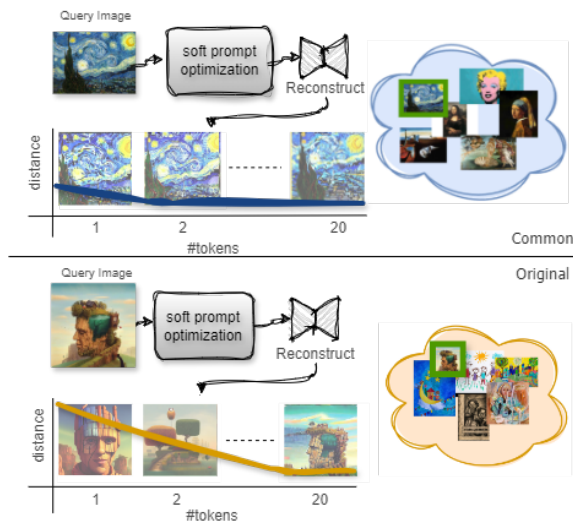 Query Image
soft prompt
optimization
Reconstruct
distance
1
2
20
#tokens
Common
Original
Query Image
soft prompt
optimization
Reconstruct
distance
1
2
20
#tokens